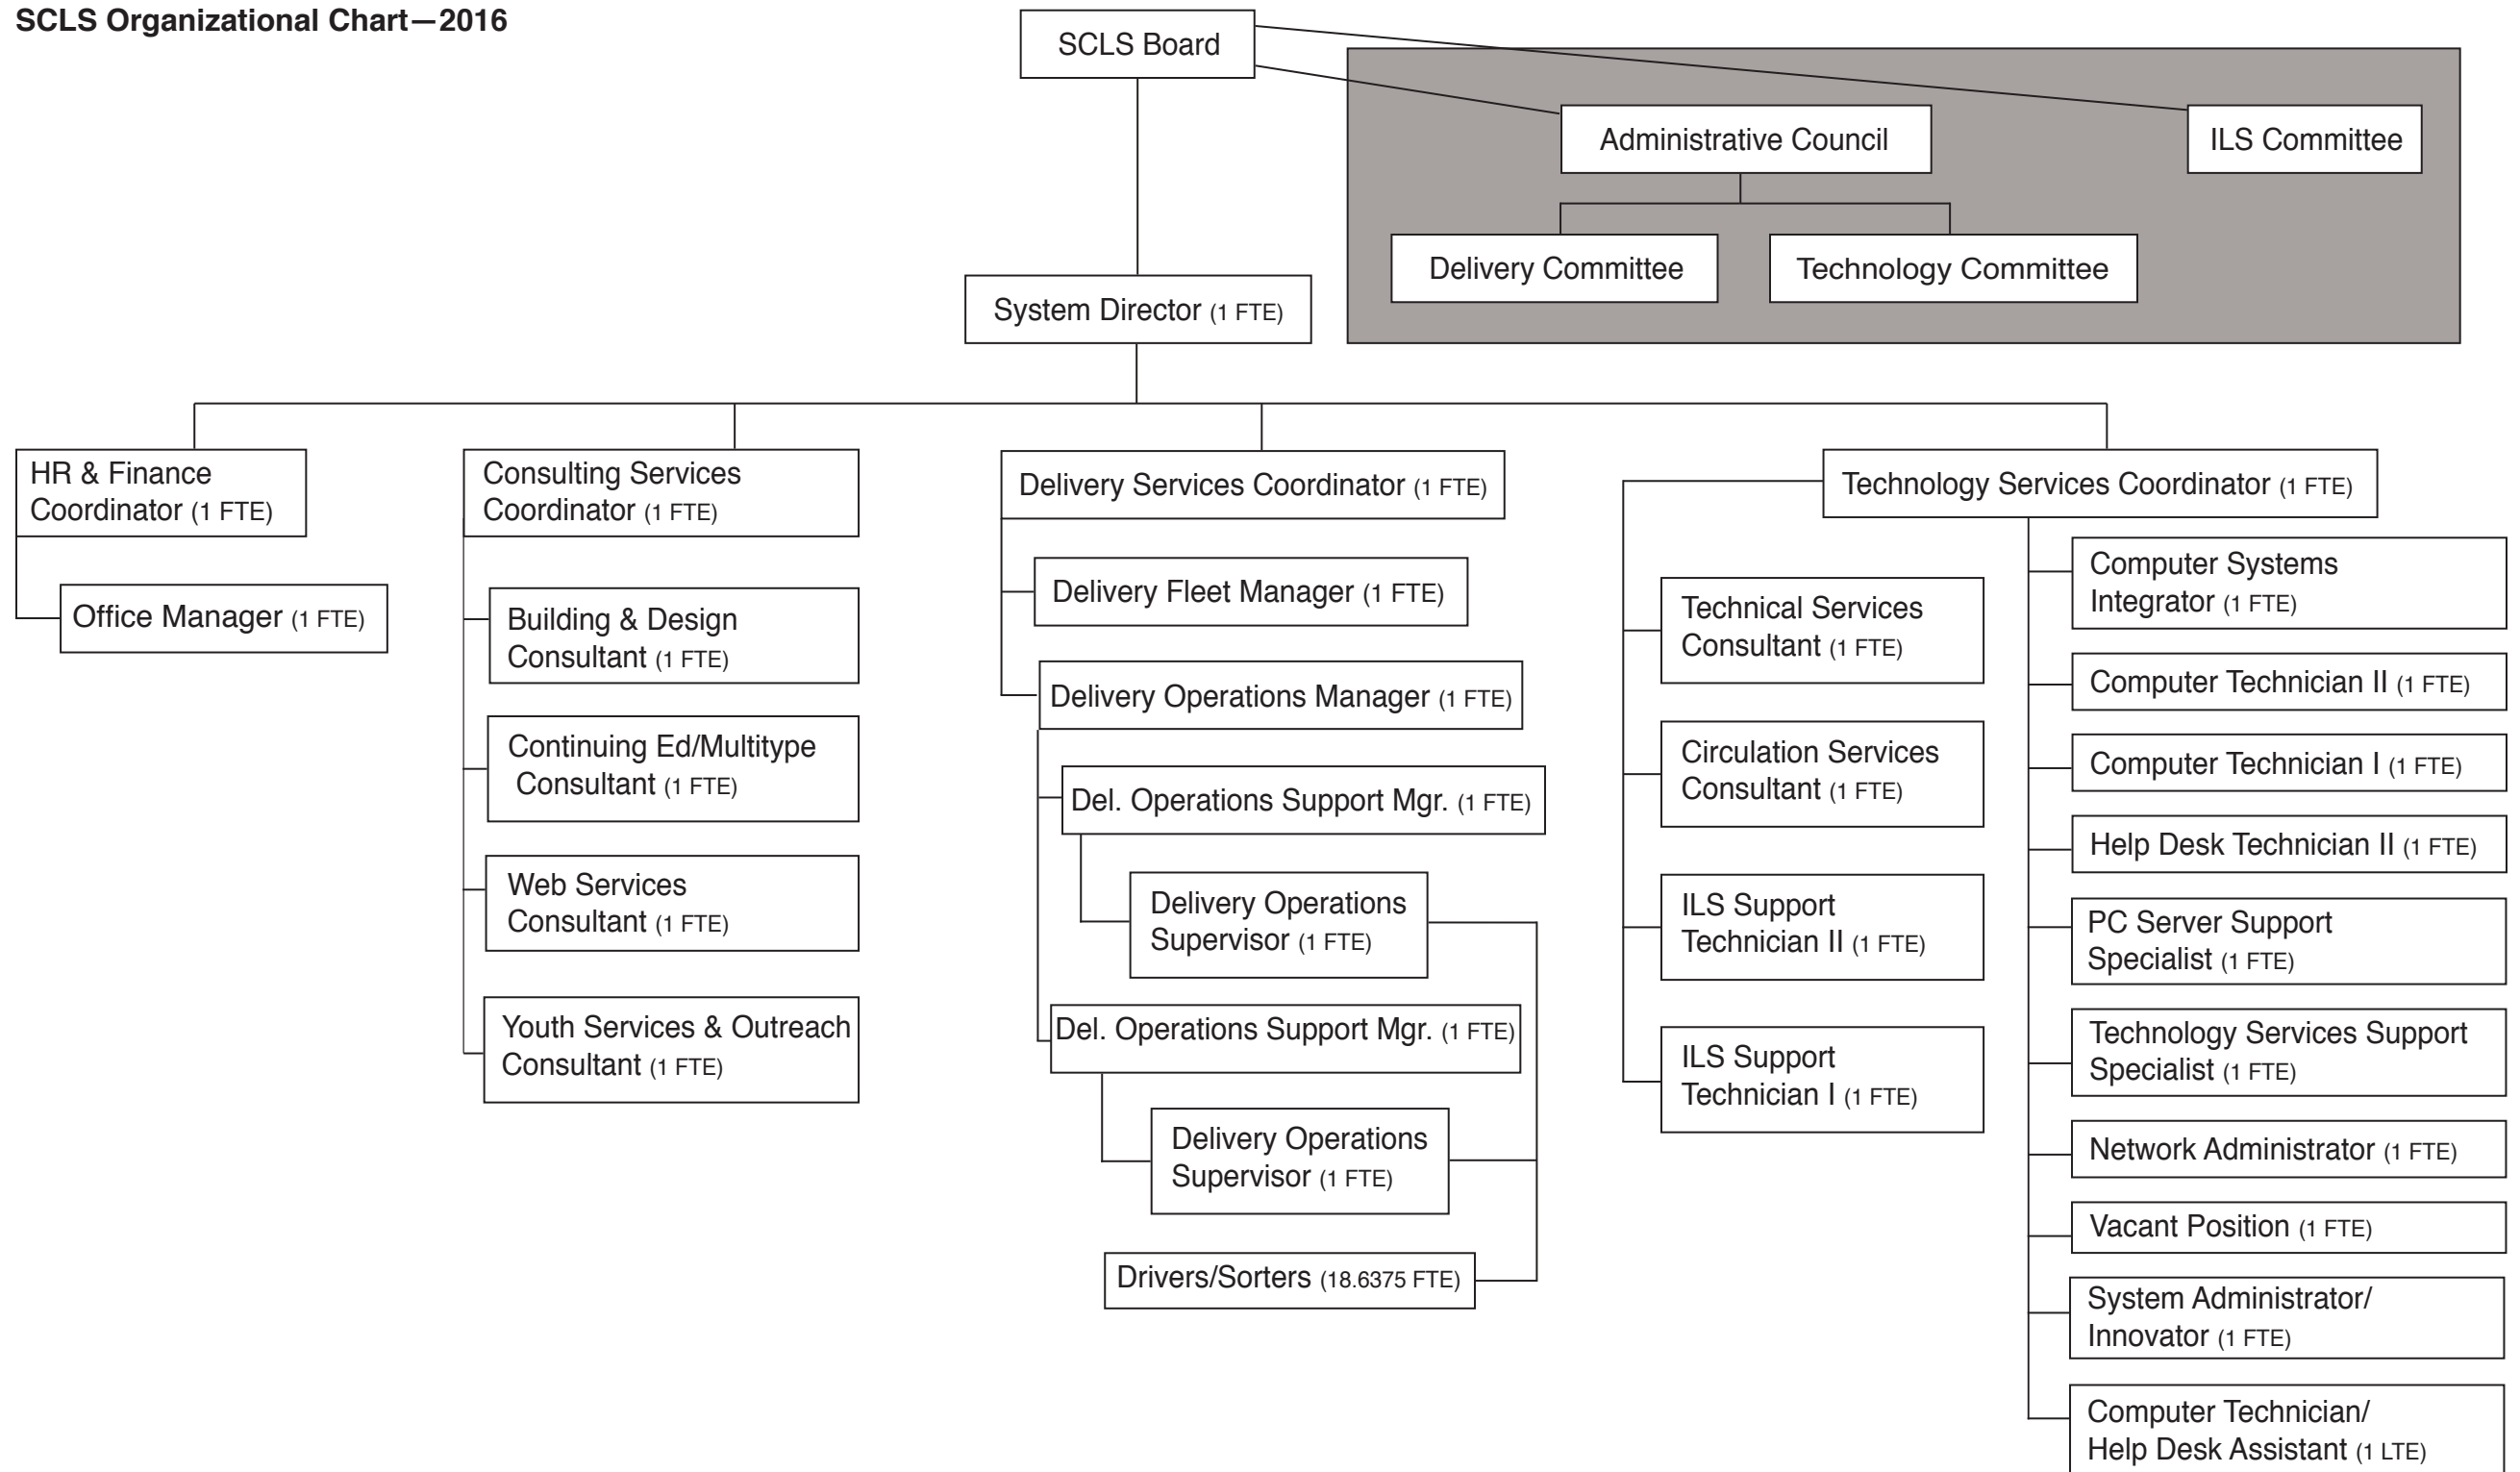 SCLS Organizational Chart—2016
SCLS Board
Administrative Council
ILS Committee
Delivery Committee
Technology Committee
System Director (1 FTE)
HR & Finance
Coordinator (1 FTE)
Office Manager (1 FTE)
Consulting Services
Coordinator (1 FTE)
Building & Design
Consultant (1 FTE)
Continuing Ed/Multitype
Consultant (1 FTE)
Web Services
Consultant (1 FTE)
Youth Services & Outreach
Consultant (1 FTE)
Delivery Services Coordinator (1 FTE)
Delivery Fleet Manager (1 FTE)
Delivery Operations Manager (1 FTE)
Del. Operations Support Mgr. (1 FTE)
Delivery Operations
Supervisor (1 FTE)
Del. Operations Support Mgr. (1 FTE)
Delivery Operations
Supervisor (1 FTE)
Drivers/Sorters (18.6375 FTE)
Technology Services Coordinator (1 FTE)
Technical Services
Consultant (1 FTE)
Circulation Services
Consultant (1 FTE)
ILS Support
Technician II (1 FTE)
ILS Support
Technician I (1 FTE)
Computer Systems
Integrator (1 FTE)
Computer Technician II (1 FTE)
Computer Technician I (1 FTE)
Help Desk Technician II (1 FTE)
PC Server Support
Specialist (1 FTE)
Technology Services Support
Specialist (1 FTE)
Network Administrator (1 FTE)
Vacant Position (1 FTE)
System Administrator/
Innovator (1 FTE)
Computer Technician/
Help Desk Assistant (1 LTE)